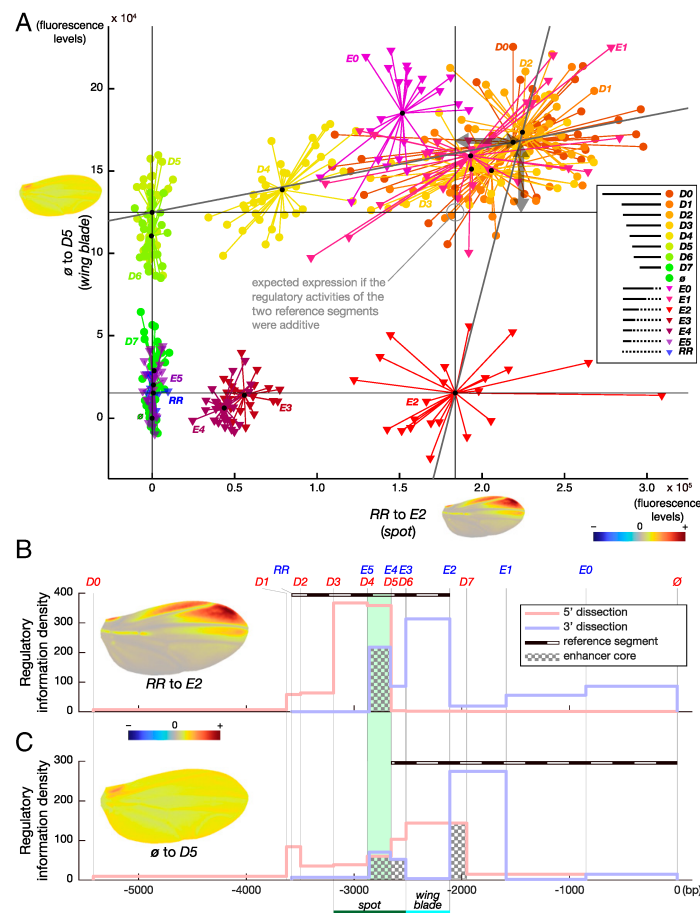 A
(fluorescence
levels)
x 10⁴
20
15
10
5
0
ø to D5
(wing blade)
E0
D0
E1
D2
D1
D5
D4
D3
D6
D7
E5
RR
ø
E4
E3
E2
expected expression if the
regulatory activities of the
two reference segments
were additive
D0
D1
D2
D3
D4
D5
D6
D7
ø
E0
E1
E2
E3
E4
E5
RR
0
0.5
1.0
1.5
2.0
2.5
3.0
x 10⁵
RR to E2
(spot)
(fluorescence
levels)
−
0
+
B
D0
D1
RR
D2
D3
E5
D4
E4
D5
E3
D6
E2
D7
E1
E0
Ø
Regulatory
information density
400
300
200
100
0
RR to E2
5' dissection
3' dissection
reference segment
enhancer core
−
0
+
C
Regulatory
information density
300
200
100
0
ø to D5
-5000
-4000
-3000
-2000
-1000
0(bp)
spot
wing
blade